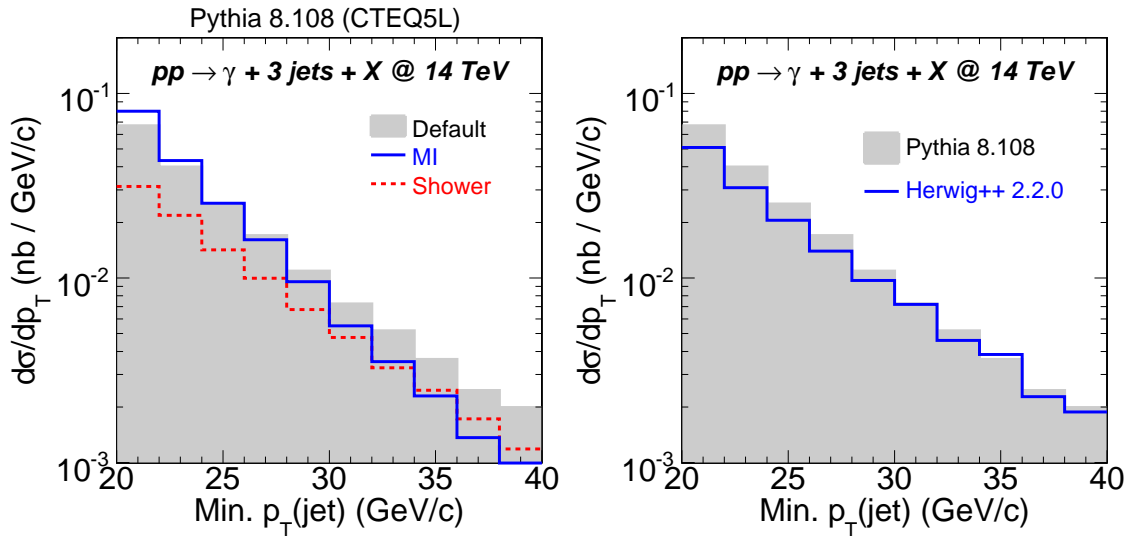 Pythia 8.108 (CTEQ5L)
pp → γ + 3 jets + X @ 14 TeV
Default
MI
Shower
10⁻¹
10⁻²
10⁻³
dσ/dp_T (nb / GeV/c)
20 25 30 35 40
Min. p_T(jet) (GeV/c)
pp → γ + 3 jets + X @ 14 TeV
Pythia 8.108
Herwig++ 2.2.0
10⁻¹
10⁻²
10⁻³
dσ/dp_T (nb / GeV/c)
20 25 30 35 40
Min. p_T(jet) (GeV/c)